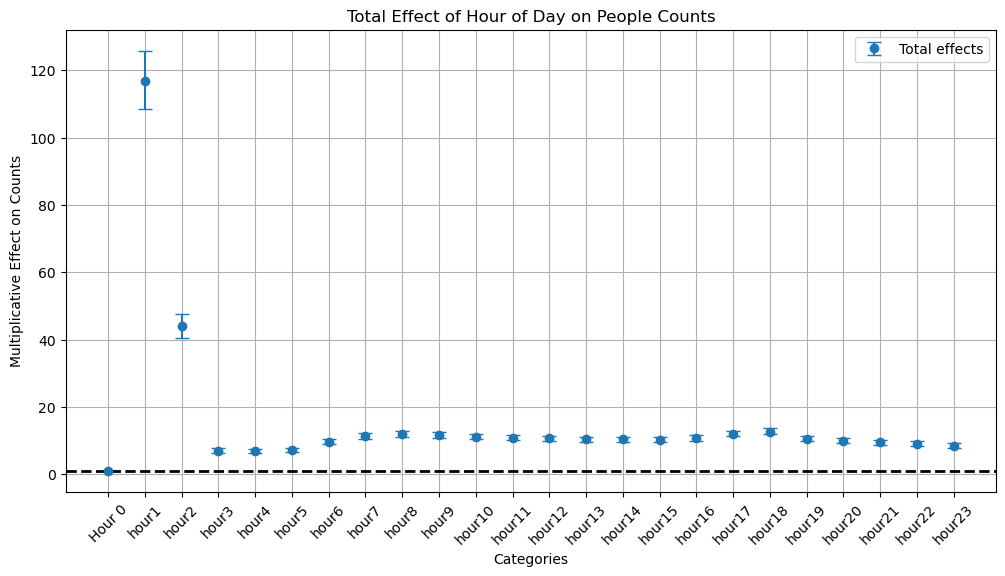 Total Effect of Hour of Day on People Counts
Total effects
Multiplicative Effect on Counts
120
100
80
60
40
20
0
Hour 0
hour1
hour2
hour3
hour4
hour5
hour6
hour7
hour8
hour9
hour10
hour11
hour12
hour13
hour14
hour15
hour16
hour17
hour18
hour19
hour20
hour21
hour22
hour23
Categories